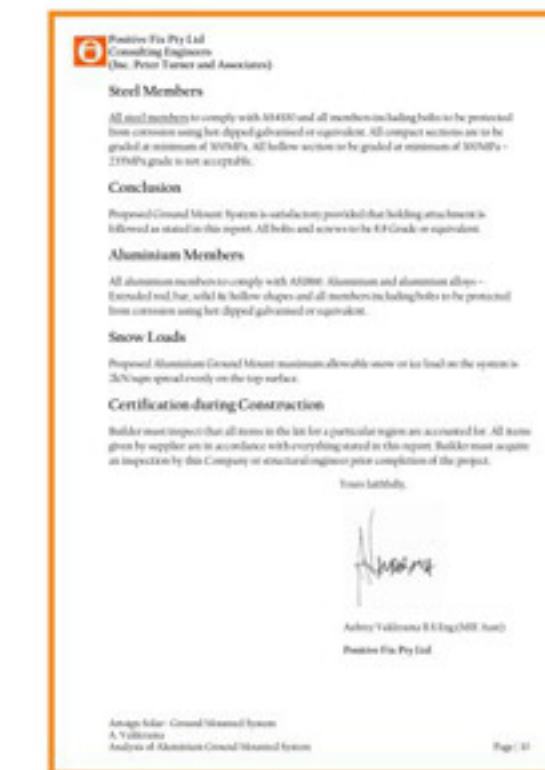 Positive Fix Pty Ltd
Consulting Engineers
(Inc. Peter Turner and Associates)
Steel Members
All steel members to comply with AS4100 and all members including bolts to be protected
from corrosion using hot dipped galvanised or equivalent. All compact sections are to be
graded at minimum of 300MPa. All hollow section to be graded at minimum of 300MPa –
235MPa grade is not acceptable.
Conclusion
Proposed Ground Mount System is satisfactory provided that holding attachment is
followed as stated in this report. All bolts and screws to be 8.8 Grade or equivalent.
Aluminium Members
All aluminium members to comply with AS1866: Aluminium and aluminium alloys –
Extruded rod, bar, solid & hollow shapes and all members including bolts to be protected
from corrosion using hot dipped galvanised or equivalent.
Snow Loads
Proposed Aluminium Ground Mount maximum allowable snow or ice load on the system is
2kN/sqm spread evenly on the top surface.
Certification during Construction
Builder must inspect that all items in the list for a particular region are accounted for. All items
given by supplier are in accordance with everything stated in this report. Builder must acquire
an inspection by this Company or structural engineer prior completion of the project.
Yours faithfully,
Positive Fix Pty Ltd
Solar - Ground Mounted System
Analysis of Aluminium Ground Mounted System
Page | 10